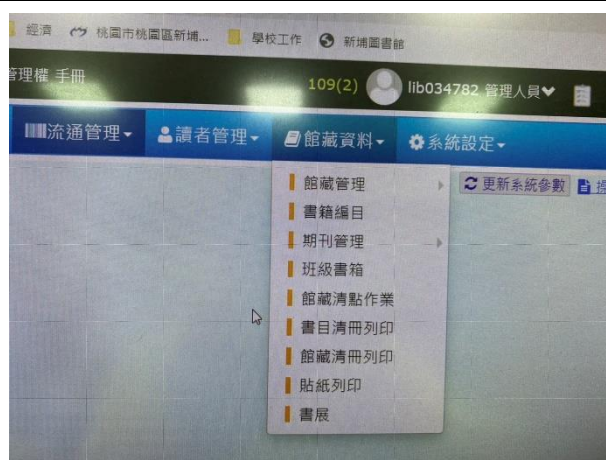 經濟 桃園市桃園區新埔... 學校工作 新埔圖書館
管理權 手冊 109(2) lib034782 管理人員
流通管理 讀者管理 館藏資料 系統設定
館藏管理 更新系統參數
書籍編目
期刊管理
班級書箱
館藏清點作業
書目清冊列印
館藏清冊列印
貼紙列印
書展